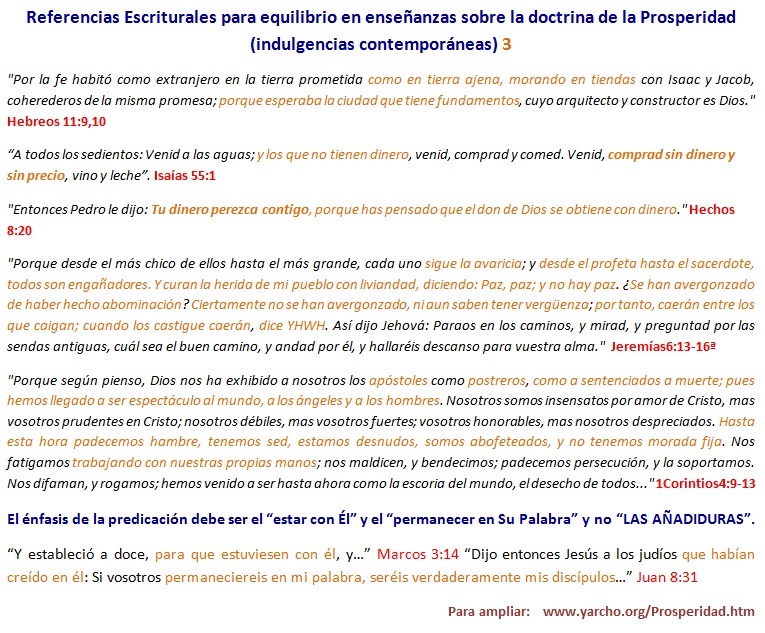 Referencias Escriturales para equilibrio en enseñanzas sobre la doctrina de la Prosperidad
(indulgencias contemporáneas) 3
"Por la fe habitó como extranjero en la tierra prometida como en tierra ajena, morando en tiendas con Isaac y Jacob,
coherederos de la misma promesa; porque esperaba la ciudad que tiene fundamentos, cuyo arquitecto y constructor es Dios."
Hebreos 11:9,10
“A todos los sedientos: Venid a las aguas; y los que no tienen dinero, venid, comprad y comed. Venid, comprad sin dinero y
sin precio, vino y leche”. Isaías 55:1
"Entonces Pedro le dijo: Tu dinero perezca contigo, porque has pensado que el don de Dios se obtiene con dinero." Hechos
8:20
"Porque desde el más chico de ellos hasta el más grande, cada uno sigue la avaricia; y desde el profeta hasta el sacerdote,
todos son engañadores. Y curan la herida de mi pueblo con liviandad, diciendo: Paz, paz; y no hay paz. ¿Se han avergonzado
de haber hecho abominación? Ciertamente no se han avergonzado, ni aun saben tener vergüenza; por tanto, caerán entre los
que caigan; cuando los castigue caerán, dice YHWH. Así dijo Jehová: Paraos en los caminos, y mirad, y preguntad por las
sendas antiguas, cuál sea el buen camino, y andad por él, y hallaréis descanso para vuestra alma." Jeremías6:13-16ª
"Porque según pienso, Dios nos ha exhibido a nosotros los apóstoles como postreros, como a sentenciados a muerte; pues
hemos llegado a ser espectáculo al mundo, a los ángeles y a los hombres. Nosotros somos insensatos por amor de Cristo, mas
vosotros prudentes en Cristo; nosotros débiles, mas vosotros fuertes; vosotros honorables, mas nosotros despreciados. Hasta
esta hora padecemos hambre, tenemos sed, estamos desnudos, somos abofeteados, y no tenemos morada fija. Nos
fatigamos trabajando con nuestras propias manos; nos maldicen, y bendecimos; padecemos persecución, y la soportamos.
Nos difaman, y rogamos; hemos venido a ser hasta ahora como la escoria del mundo, el desecho de todos..." 1Corintios4:9-13
El énfasis de la predicación debe ser el “estar con Él” y el “permanecer en Su Palabra” y no “LAS AÑADIDURAS”.
“Y estableció a doce, para que estuviesen con él, y…” Marcos 3:14 “Dijo entonces Jesús a los judíos que habían
creído en él: Si vosotros permaneciereis en mi palabra, seréis verdaderamente mis discípulos…” Juan 8:31
Para ampliar: www.yarcho.org/Prosperidad.htm